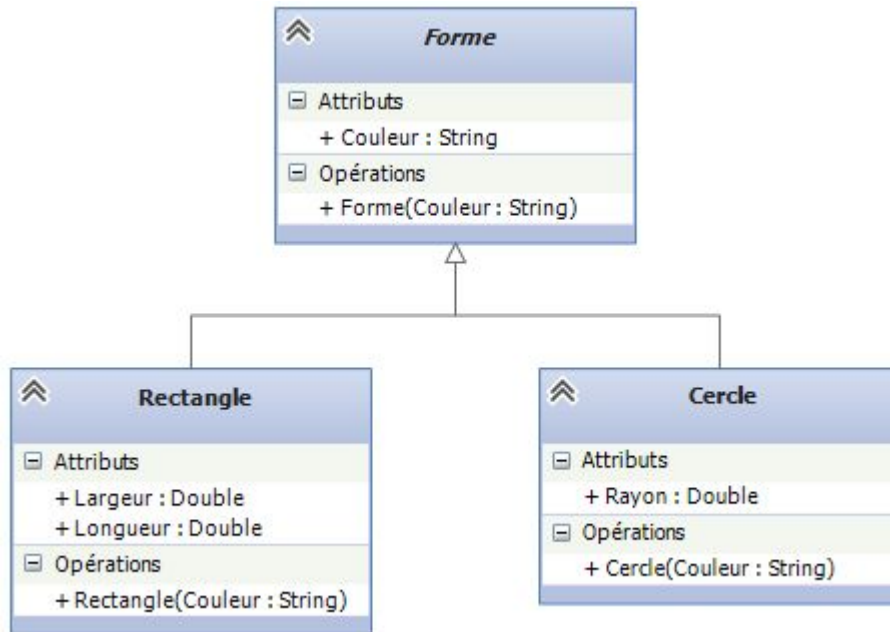 Forme
Attributs
+ Couleur : String
Opérations
+ Forme(Couleur : String)
Rectangle
Attributs
+ Largeur : Double
+ Longueur : Double
Opérations
+ Rectangle(Couleur : String)
Cercle
Attributs
+ Rayon : Double
Opérations
+ Cercle(Couleur : String)